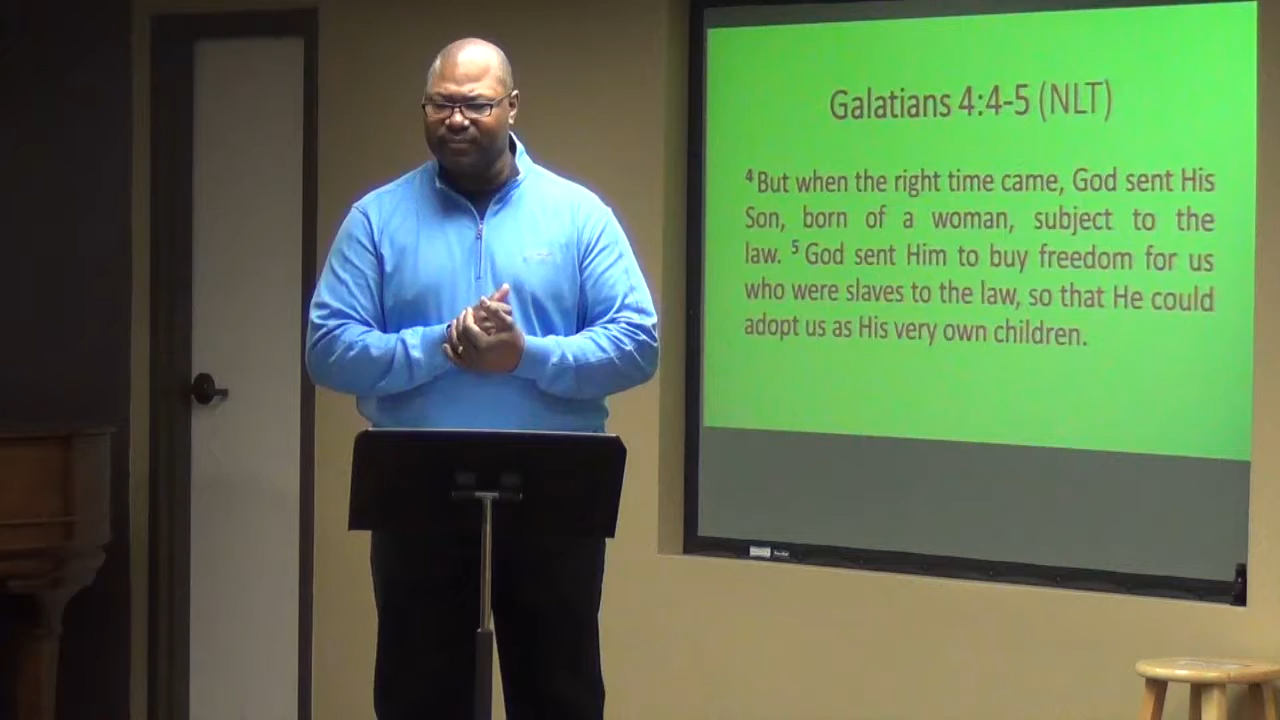 Galatians 4:4-5 (NLT)
4 But when the right time came, God sent His
Son, born of a woman, subject to the
law. 5 God sent Him to buy freedom for us
who were slaves to the law, so that He could
adopt us as His very own children.